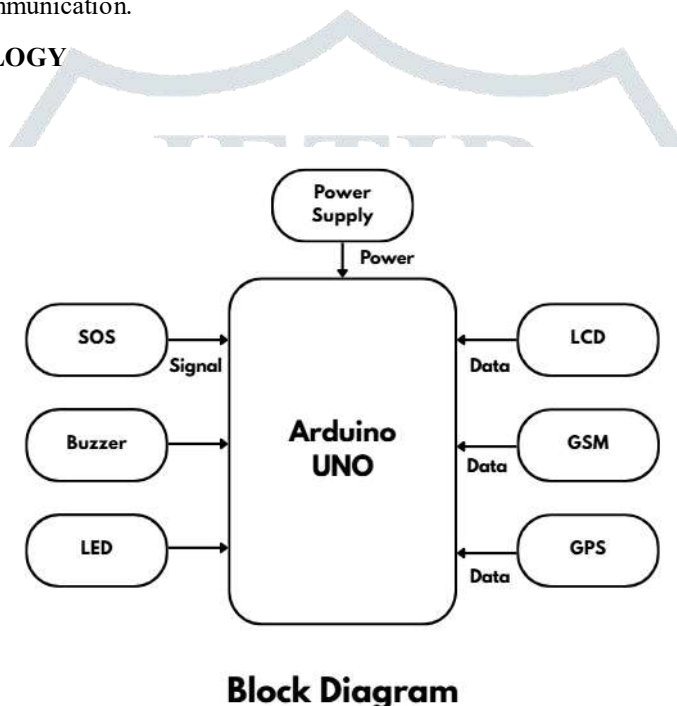 mmunication.
LOGY
Power
Supply
Power
SOS
Signal
Buzzer
LED
Arduino
UNO
LCD
Data
GSM
Data
GPS
Data
Block Diagram